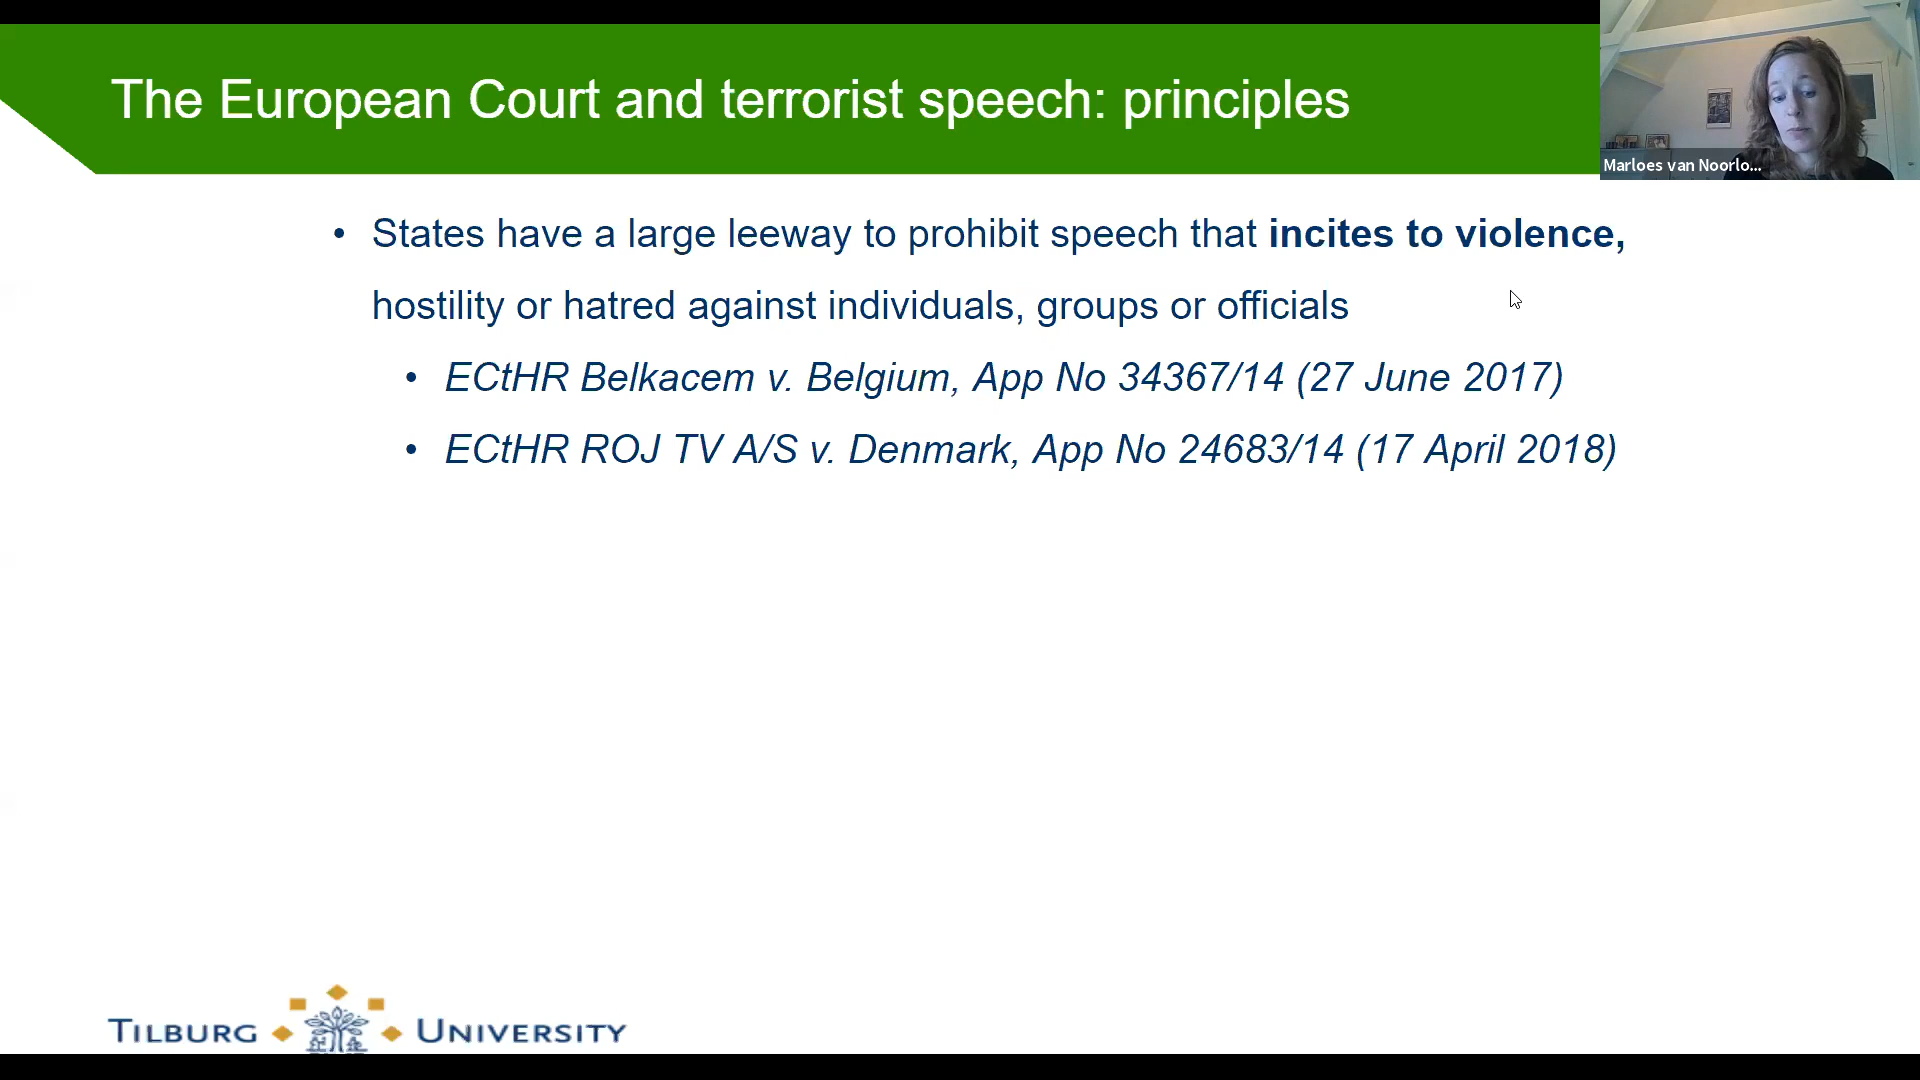 The European Court and terrorist speech: principles
Marloes van Noorlo...
• States have a large leeway to prohibit speech that incites to violence,
hostility or hatred against individuals, groups or officials
• ECtHR Belkacem v. Belgium, App No 34367/14 (27 June 2017)
• ECtHR ROJ TV A/S v. Denmark, App No 24683/14 (17 April 2018)
TILBURG UNIVERSITY